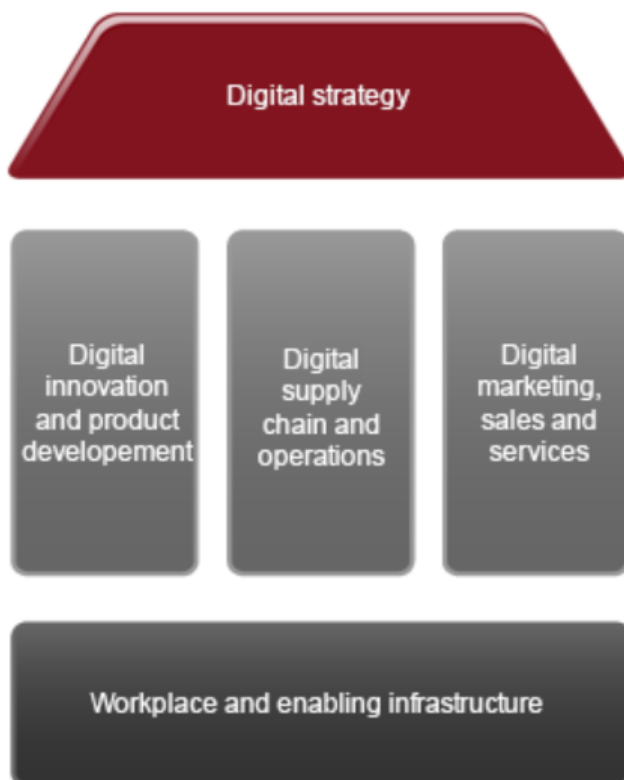 Digital strategy
Digital
innovation
and product
developement
Digital
supply
chain and
operations
Digital
marketing,
sales and
services
Workplace and enabling infrastructure